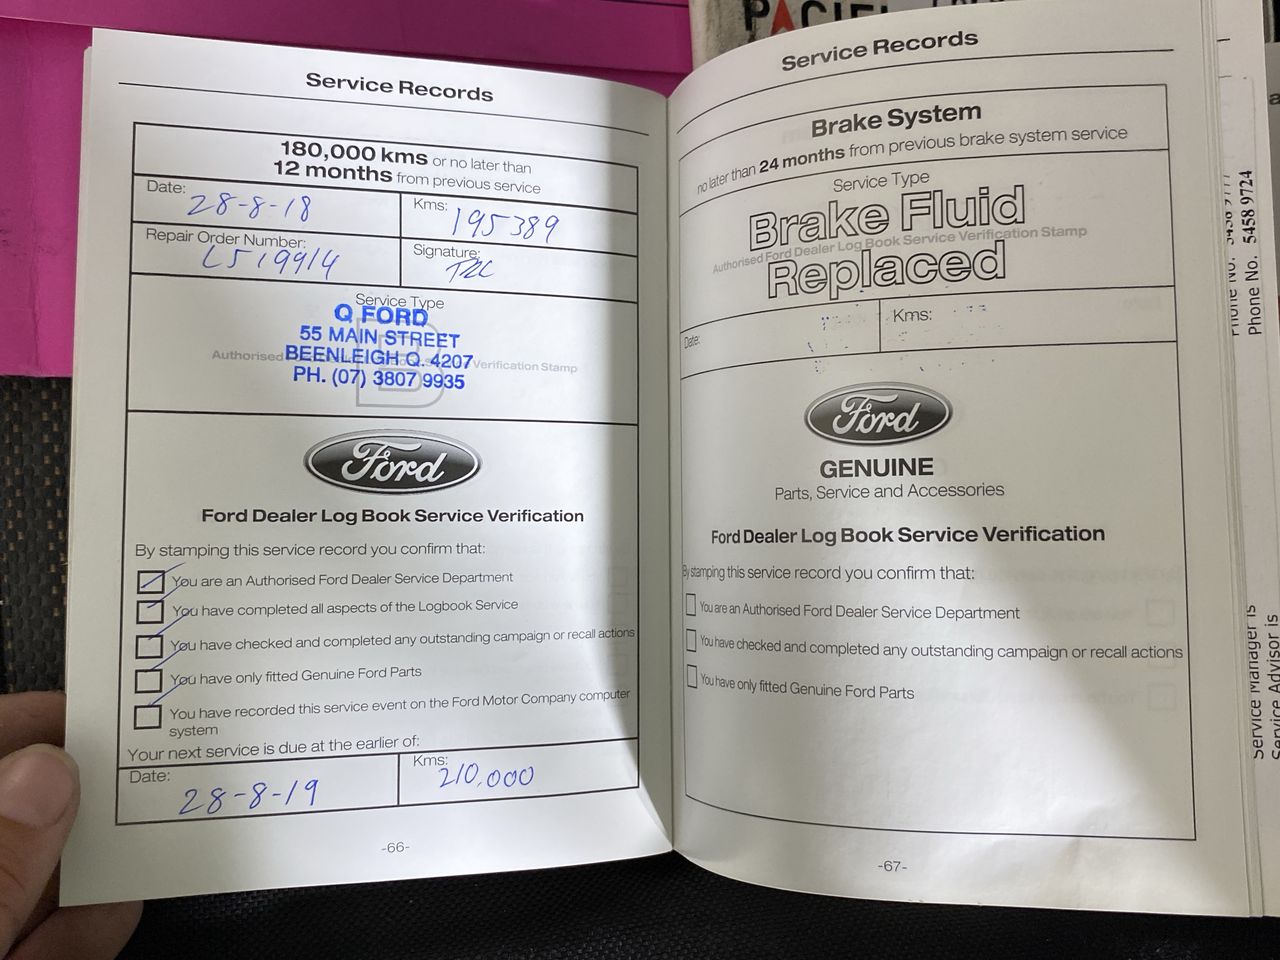 Service Records
180,000 kms or no later than
12 months from previous service
Date: 28-8-18
Kms: 195389
Repair Order Number: L519914
Signature:
Service Type
Q FORD
55 MAIN STREET
BEENLEIGH Q. 4207
PH. (07) 3807 9935
B
Authorised Verification Stamp
Ford
Ford Dealer Log Book Service Verification
By stamping this service record you confirm that:
You are an Authorised Ford Dealer Service Department
You have completed all aspects of the Logbook Service
You have checked and completed any outstanding campaign or recall actions
You have only fitted Genuine Ford Parts
You have recorded this service event on the Ford Motor Company computer
system
Your next service is due at the earlier of:
Date: 28-8-19
Kms: 210,000
-66-
Service Records
Brake System
no later than 24 months from previous brake system service
Service Type
Brake Fluid
Authorised Ford Dealer Log Book Service Verification Stamp
Replaced
Date:
Kms:
Ford
GENUINE
Parts, Service and Accessories
Ford Dealer Log Book Service Verification
By stamping this service record you confirm that:
You are an Authorised Ford Dealer Service Department
You have checked and completed any outstanding campaign or recall actions
You have only fitted Genuine Ford Parts
-67-
Phone No. 5458 9724
Service Manager is
Service Advisor is